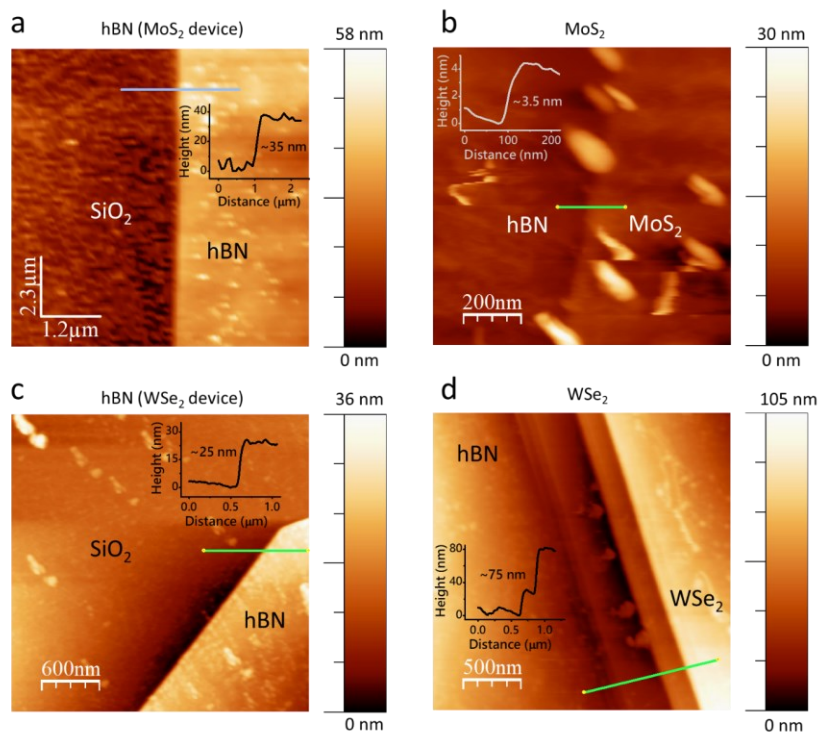 a
hBN (MoS₂ device)
58 nm
40
20
0
Height (nm)
~35 nm
0 1 2
Distance (μm)
SiO₂
hBN
2.3μm
1.2μm
0 nm
b
MoS₂
30 nm
4
2
0
Height (nm)
~3.5 nm
0 100 200
Distance (nm)
hBN
MoS₂
200nm
0 nm
c
hBN (WSe₂ device)
36 nm
30
15
0
Height (nm)
~25 nm
0.0 0.5 1.0
Distance (μm)
SiO₂
hBN
600nm
0 nm
d
WSe₂
105 nm
hBN
80
40
0
Height (nm)
~75 nm
0.0 0.5 1.0
Distance (μm)
WSe₂
500nm
0 nm